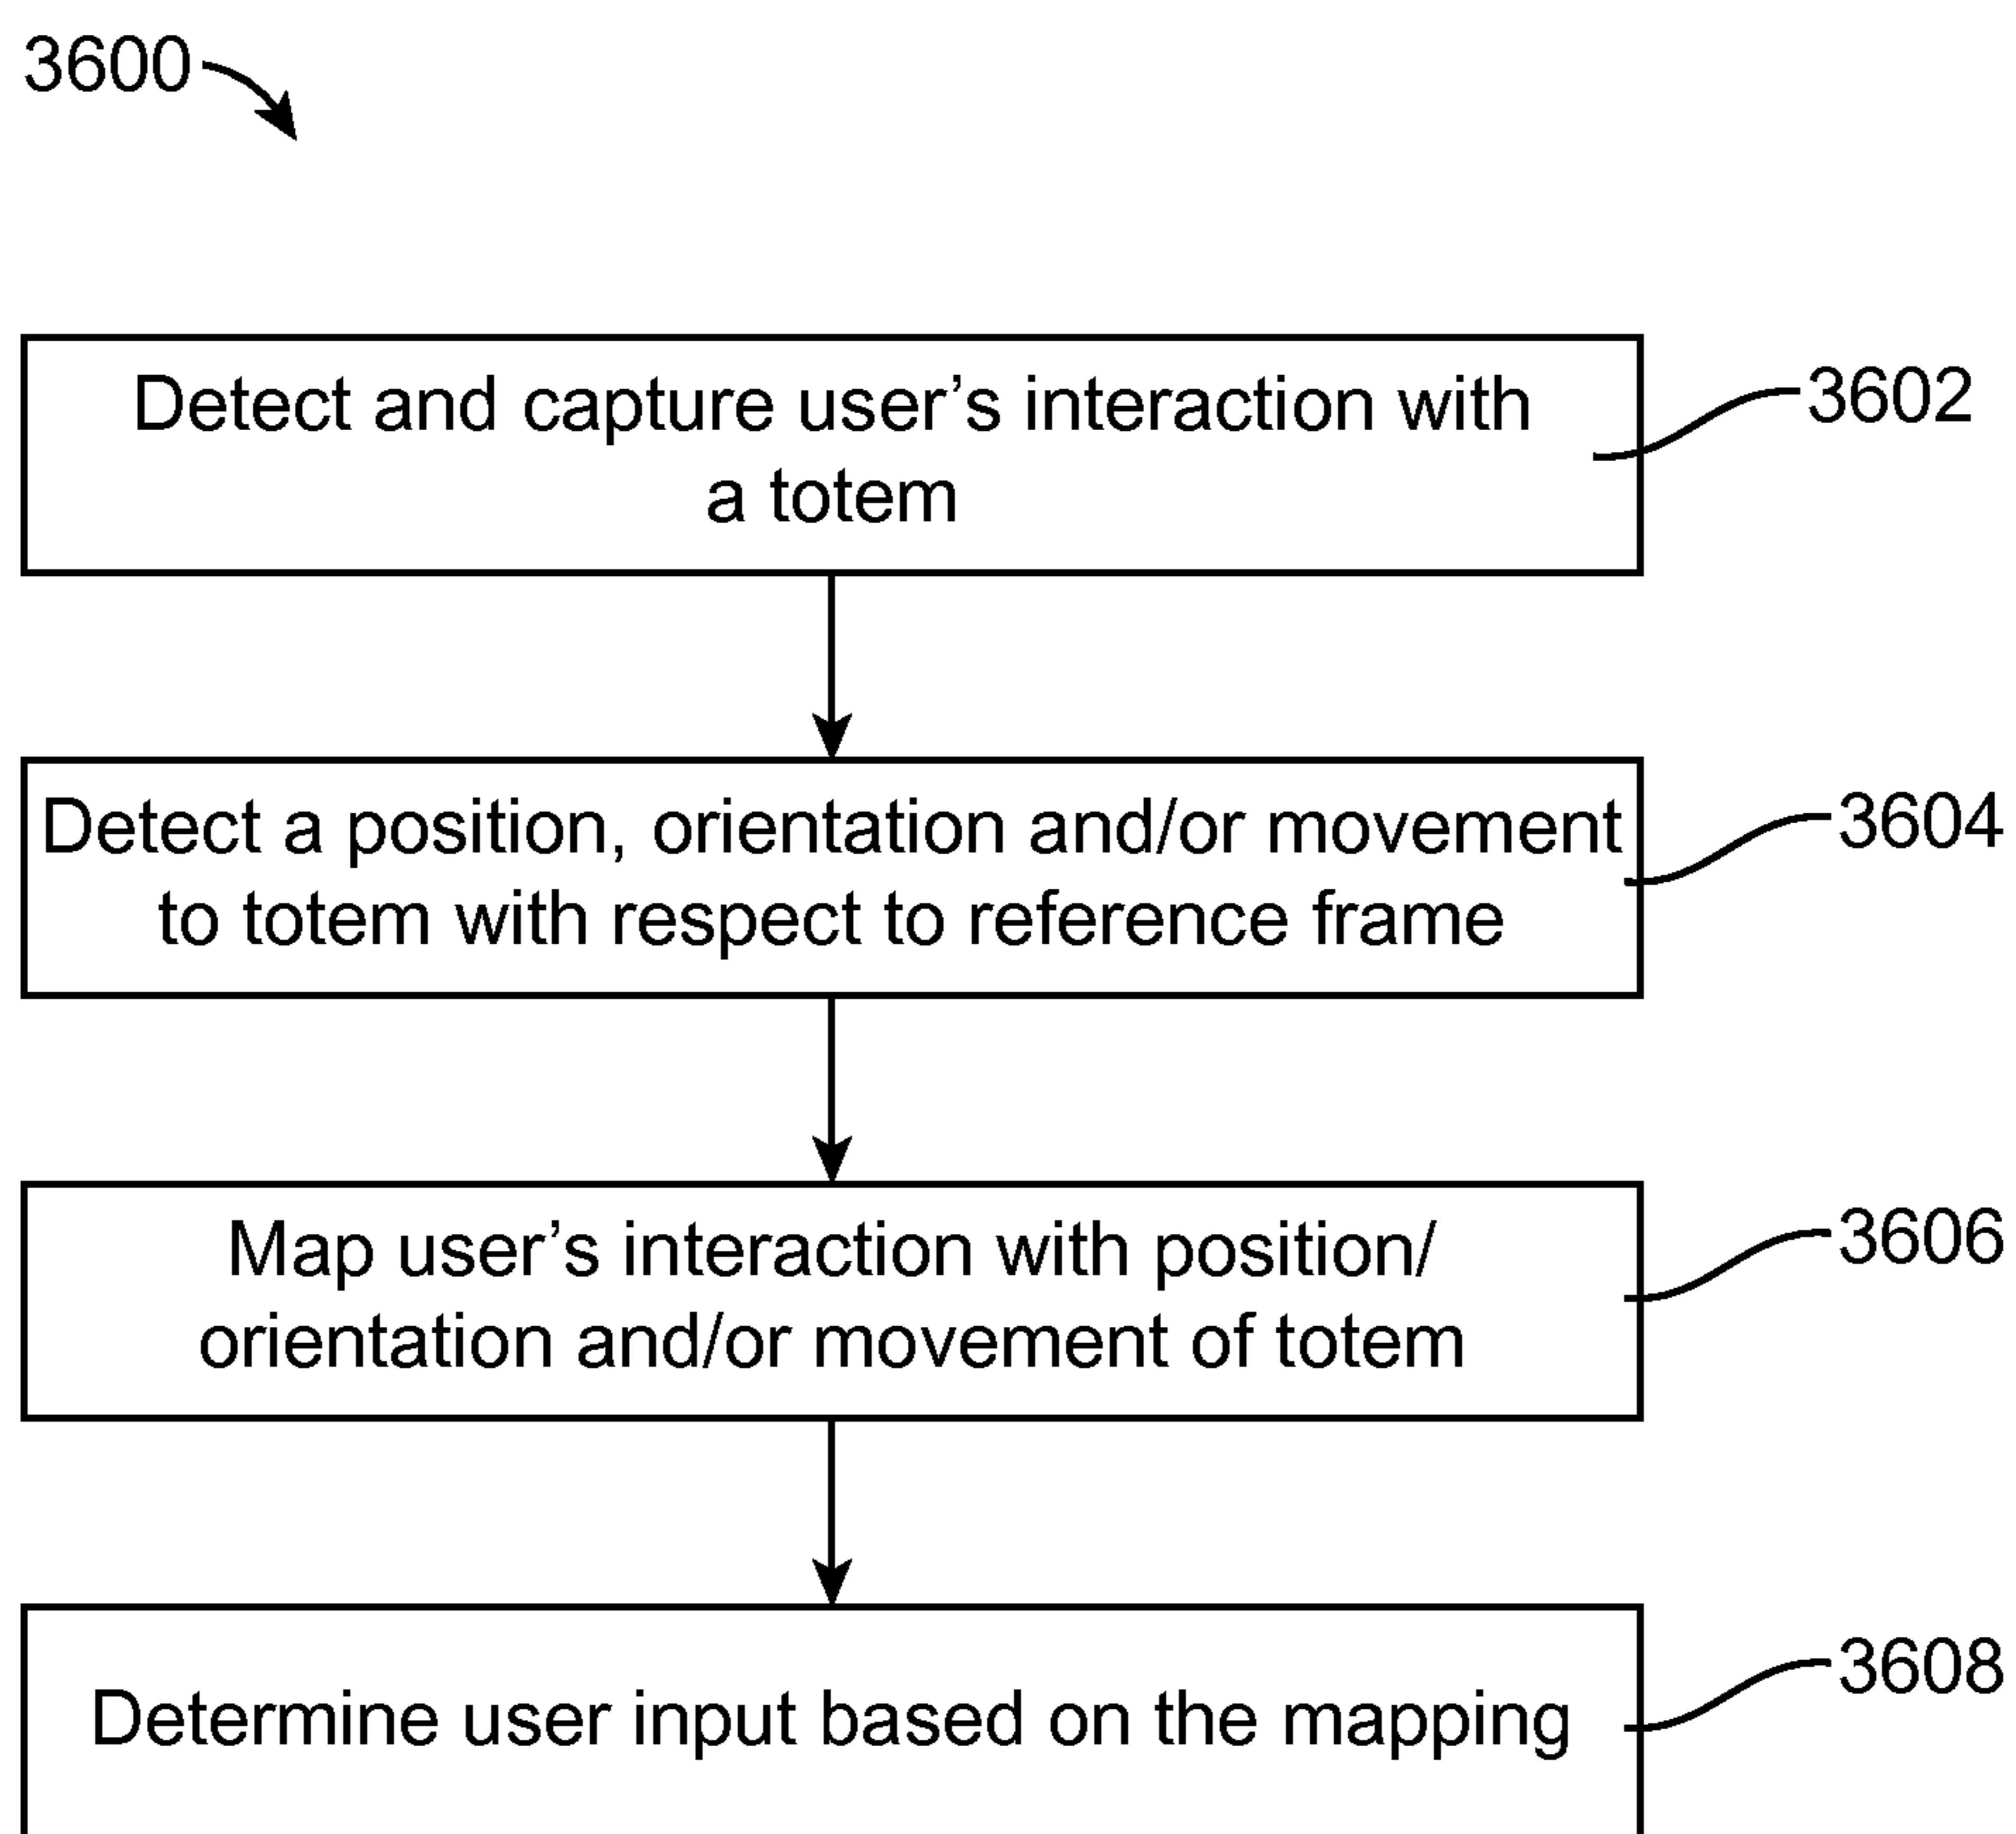 3600
Detect and capture user’s interaction with
a totem
3602
Detect a position, orientation and/or movement
to totem with respect to reference frame
3604
Map user’s interaction with position/
orientation and/or movement of totem
3606
Determine user input based on the mapping
3608